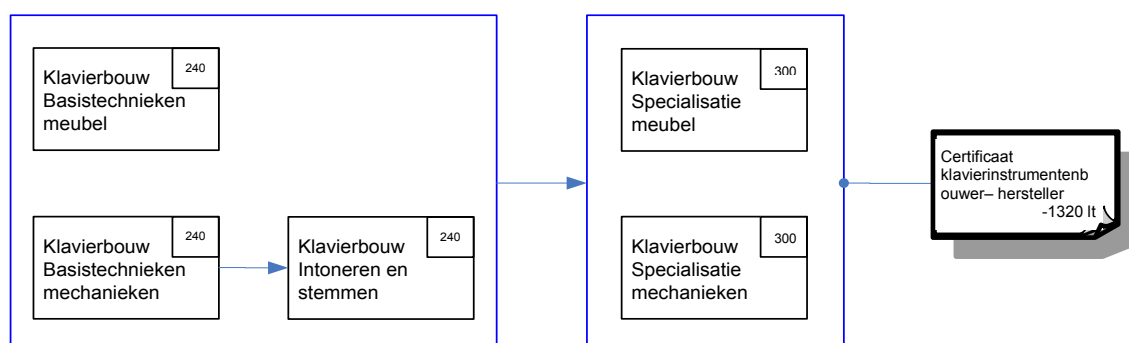 240
Klavierbouw
Basistechnieken
meubel
240
Klavierbouw
Basistechnieken
mechanieken
240
Klavierbouw
Intoneren en
stemmen
300
Klavierbouw
Specialisatie
meubel
300
Klavierbouw
Specialisatie
mechanieken
Certificaat
klavierinstrumentenb
ouwer– hersteller
-1320 lt